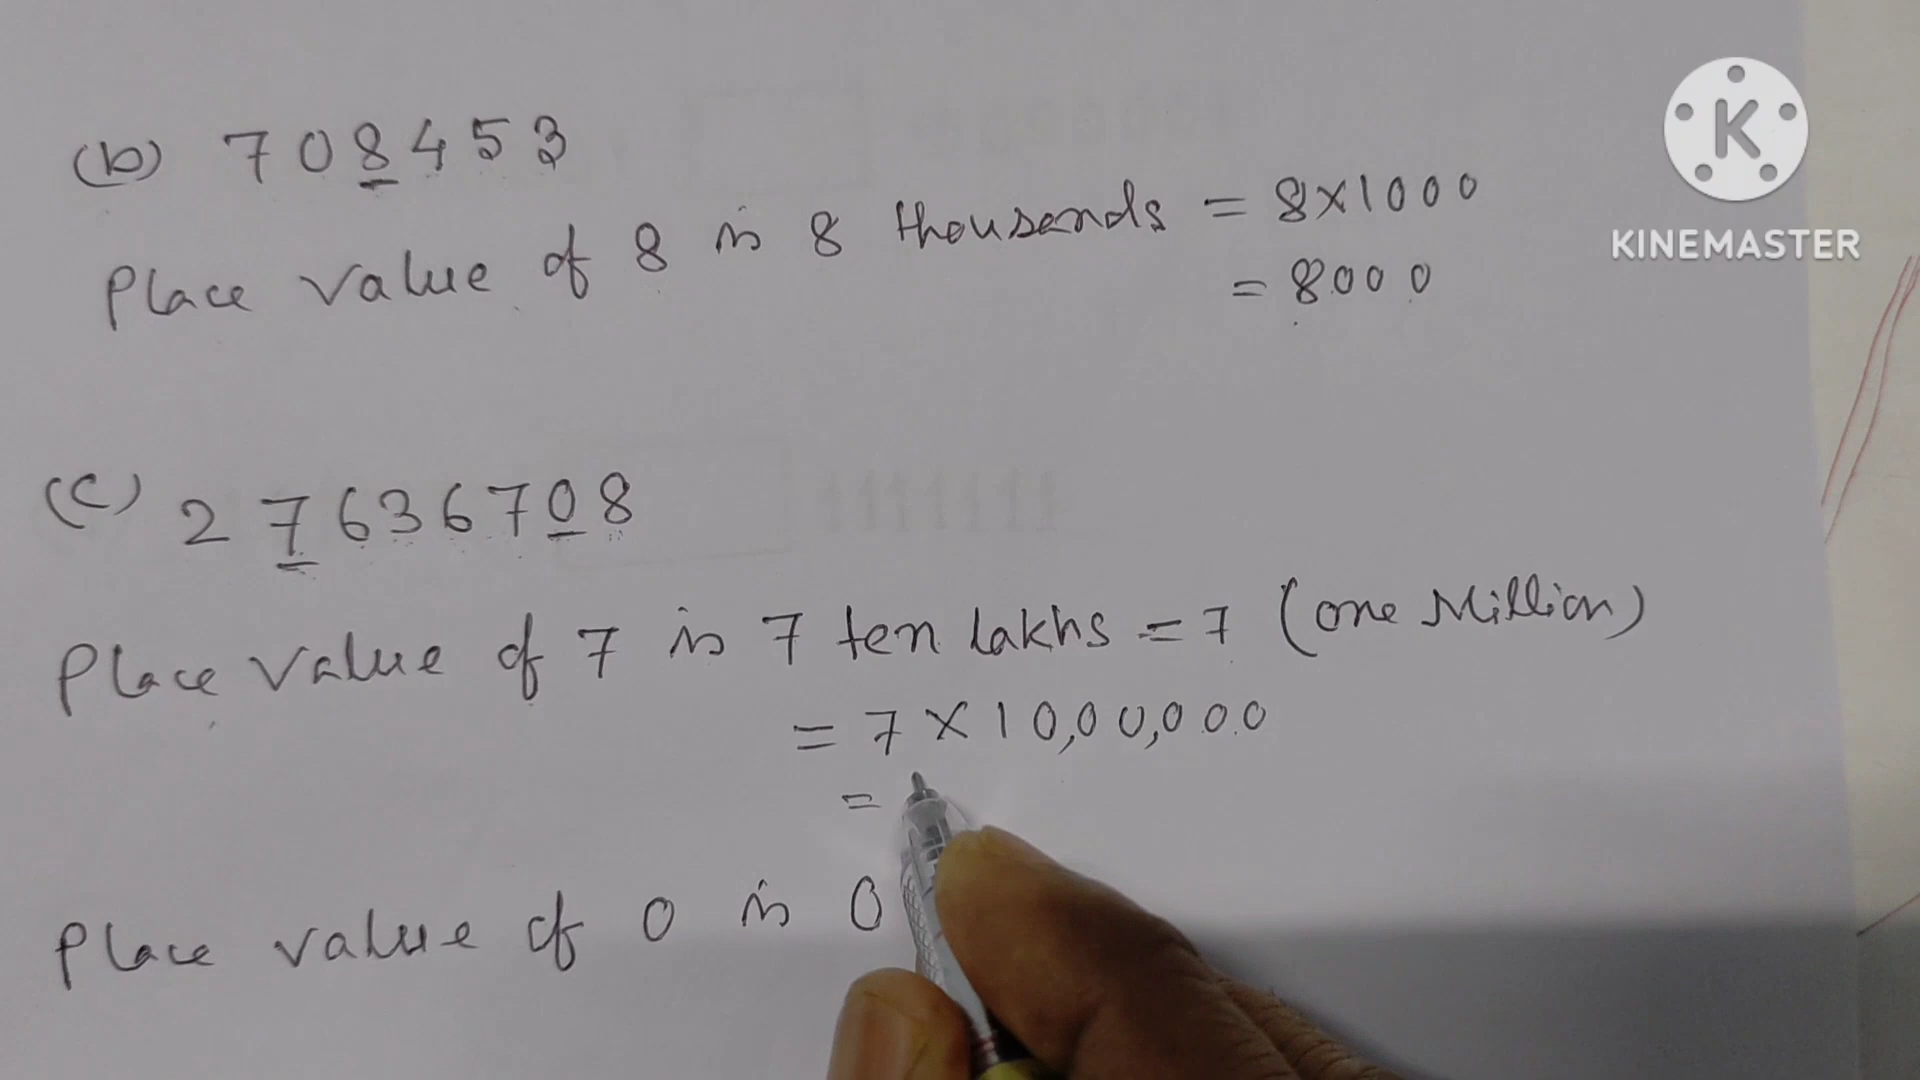 (b) 708453
Place value of 8 is 8 thousands = 8×1000
= 8000
(c) 27636708
Place value of 7 is 7 ten lakhs = 7 (one Million)
= 7 × 10,00,000
=
Place value of 0 is 0
K
KINEMASTER